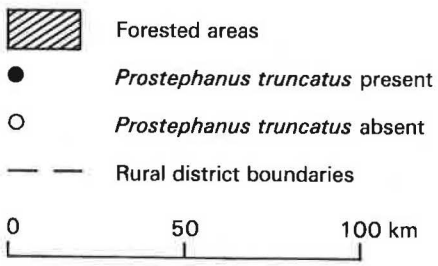 Forested areas
Prostephanus truncatus present
Prostephanus truncatus absent
Rural district boundaries
0 50 100 km